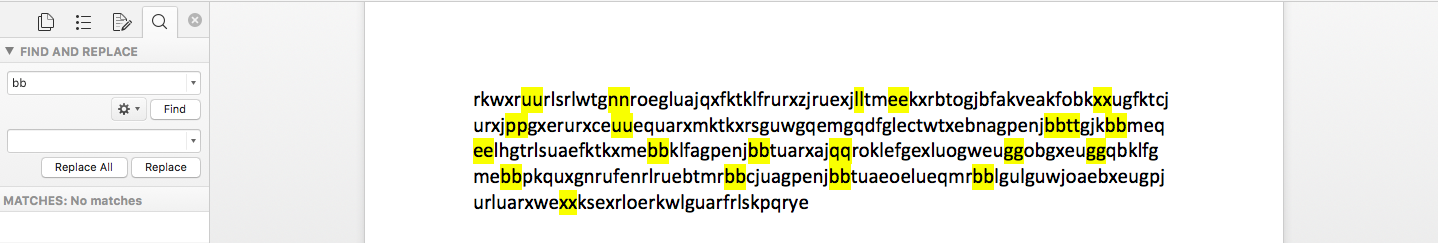 FIND AND REPLACE
bb
Find
Replace All
Replace
MATCHES: No matches
rkwxruurlsrlwtgnnroegluajqxfktklfrurxzjruexjlltmeekxrbtogjbfakveakfobkxxugfktcj
urxjppgxerurxceuuequarxmktkxrsguwgqemgqdfglectwtxebnagpenjbbttgjkbbmeq
eelhgtrlsuaefktkxmebbklfagpenjbbtuarxajqqroklefgexluogweuggobgxeuggqbklfg
mebbpkquxgnrufenrlruebtmrbbcjuagpenjbbtuaeoelueqmrbblgulguwjoaebxeugpj
urluarxwexxksexrloerkwlguarfrlskpqrye